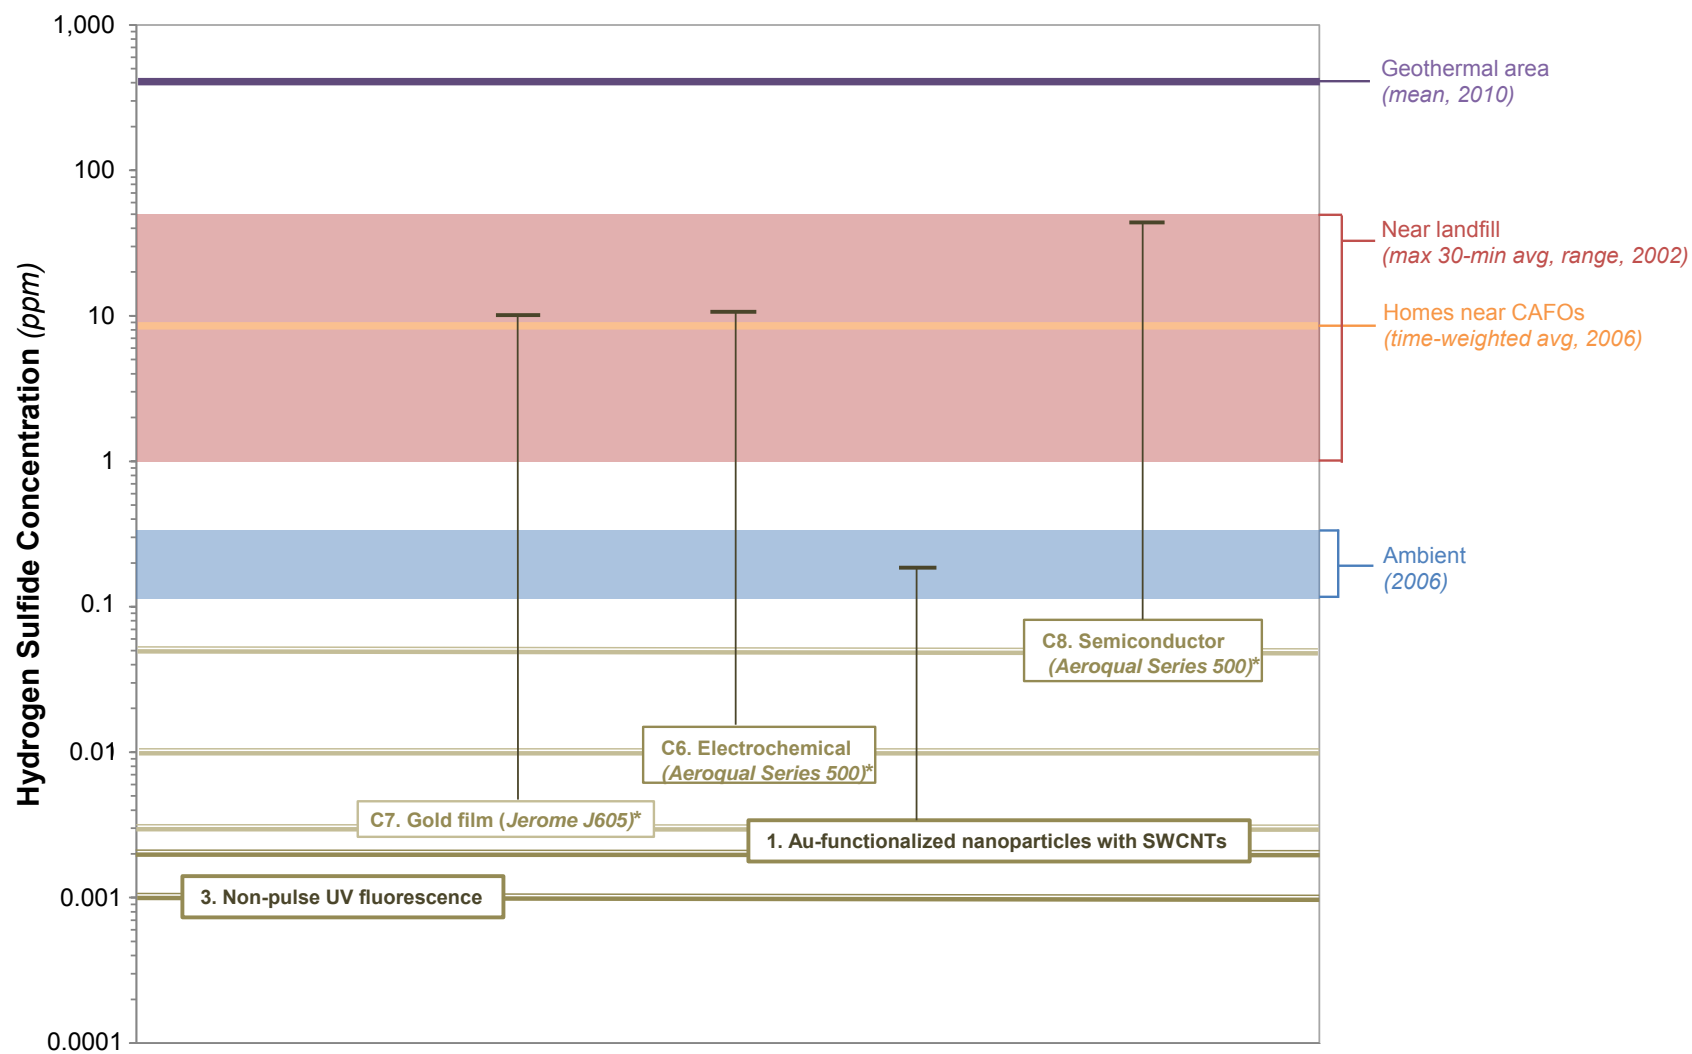 Hydrogen Sulfide Concentration (ppm)
1,000
100
10
1
0.1
0.01
0.001
0.0001
Geothermal area
(mean, 2010)
Near landfill
(max 30-min avg, range, 2002)
Homes near CAFOs
(time-weighted avg, 2006)
Ambient
(2006)
C8. Semiconductor
(Aeroqual Series 500)*
C6. Electrochemical
(Aeroqual Series 500)*
C7. Gold film (Jerome J605)*
1. Au-functionalized nanoparticles with SWCNTs
3. Non-pulse UV fluorescence